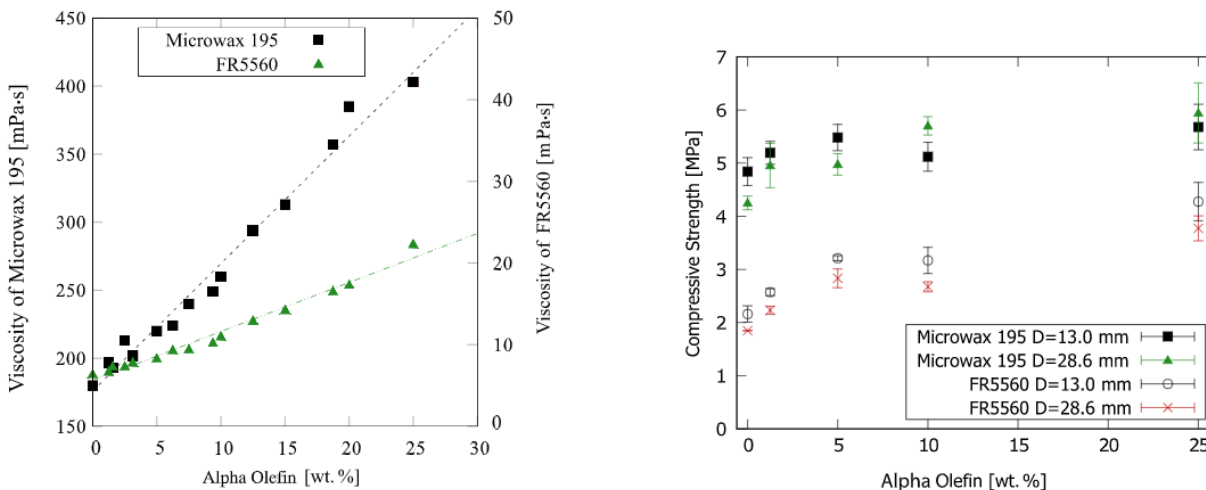 Viscosity of Microwax 195 [mPa·s]
450
400
350
300
250
200
150
Microwax 195
FR5560
50
40
30
20
10
0
Viscosity of FR5560 [mPa·s]
0 5 10 15 20 25 30
Alpha Olefin [wt. %]
Compressive Strength [MPa]
7
6
5
4
3
2
1
0
Microwax 195 D=13.0 mm
Microwax 195 D=28.6 mm
FR5560 D=13.0 mm
FR5560 D=28.6 mm
0 5 10 15 20 25
Alpha Olefin [wt. %]